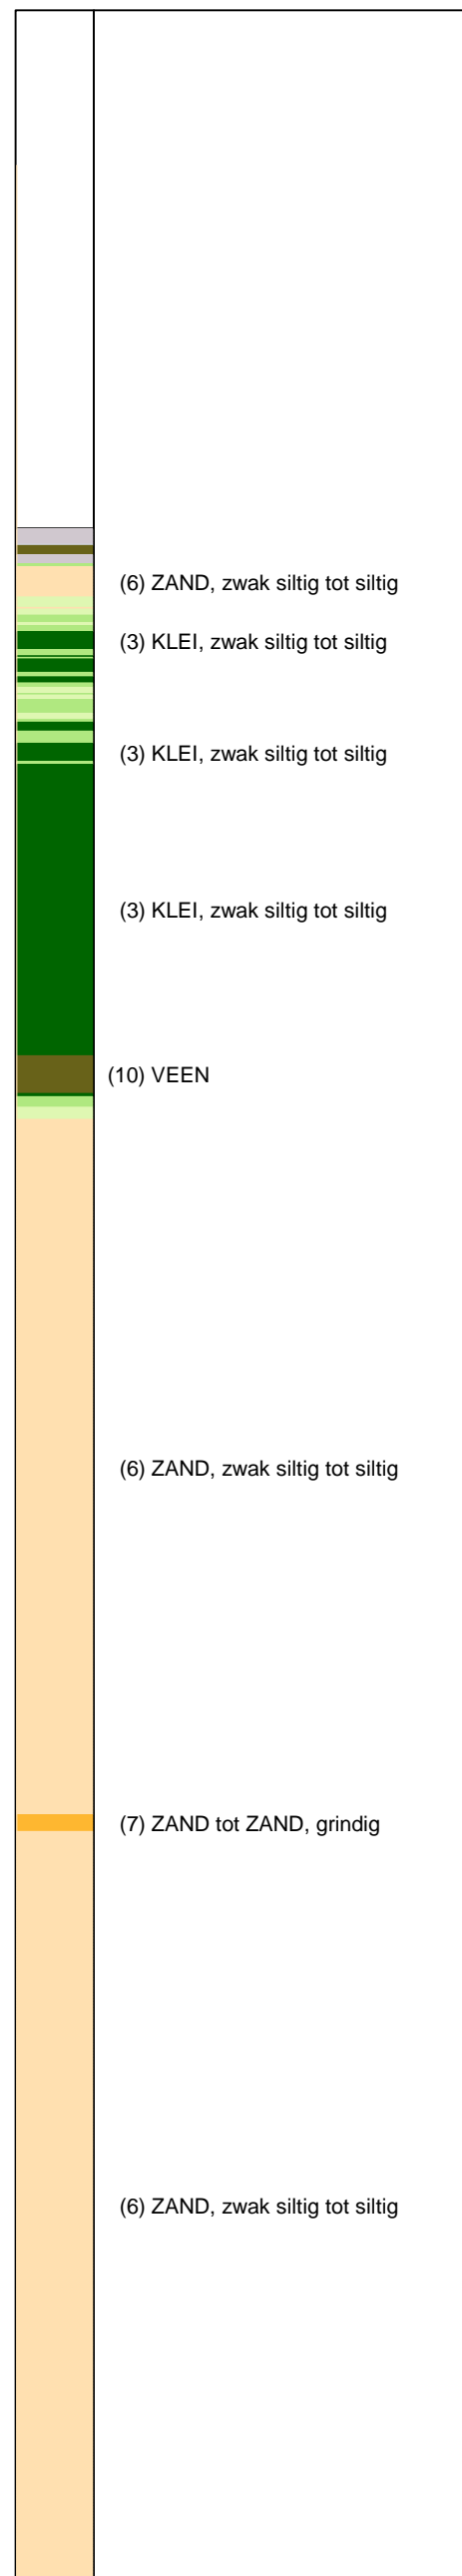 (6) ZAND, zwak siltig tot siltig
(3) KLEI, zwak siltig tot siltig
(3) KLEI, zwak siltig tot siltig
(3) KLEI, zwak siltig tot siltig
(10) VEEN
(6) ZAND, zwak siltig tot siltig
(7) ZAND tot ZAND, grindig
(6) ZAND, zwak siltig tot siltig